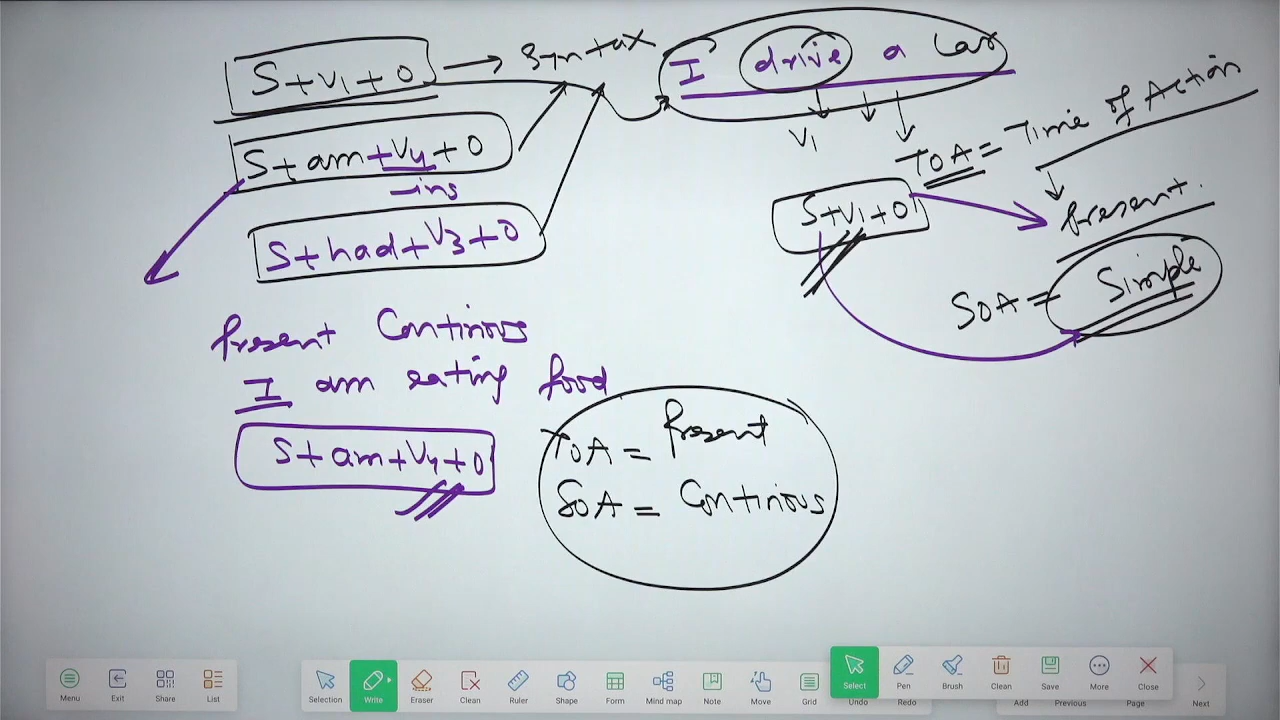 S+V1+O → Syntax
I drive a Car
V1
S+am+V4+O
-ing
S+had+V3+O
TOA = Time of Action
S+V1+O
Present.
SOA = Simple
Present Continious
I am eating food
S+am+V4+O
TOA = Present
SOA = Continious
Menu Exit Share List
Selection Write Eraser Clean Ruler Shape Form Mind map Note Move Grid Undo Redo Add Previous Page Next
Select Pen Brush Clean Save More Close